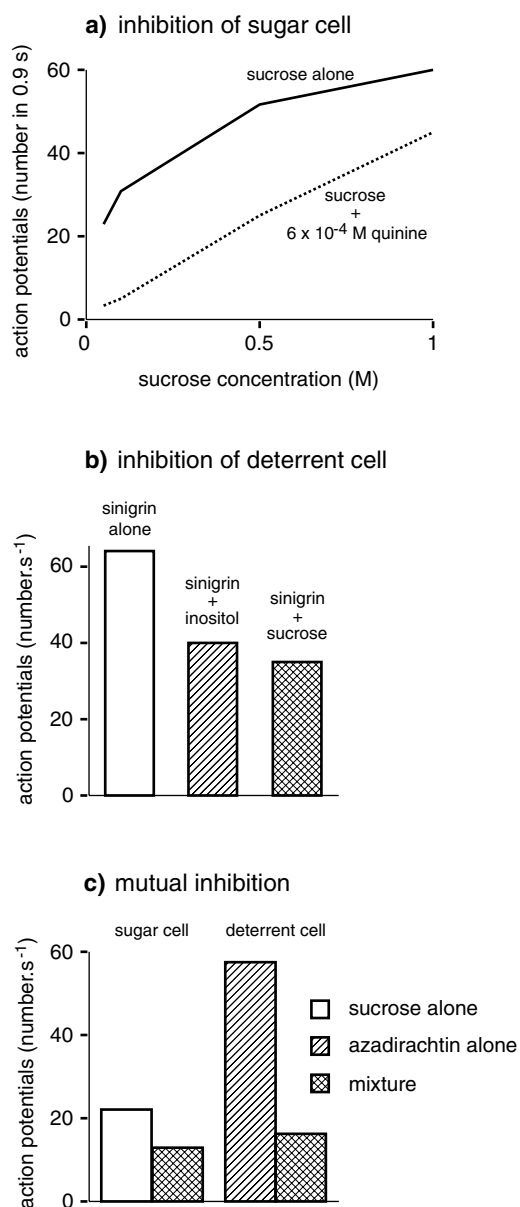 a) inhibition of sugar cell
action potentials (number in 0.9 s)
60
40
20
0
sucrose alone
sucrose
+
6 x 10-4 M quinine
0
0.5
1
sucrose concentration (M)
b) inhibition of deterrent cell
action potentials (number.s-1)
60
40
20
0
sinigrin
alone
sinigrin
+
inositol
sinigrin
+
sucrose
c) mutual inhibition
action potentials (number.s-1)
60
40
20
0
sugar cell
deterrent cell
sucrose alone
azadirachtin alone
mixture